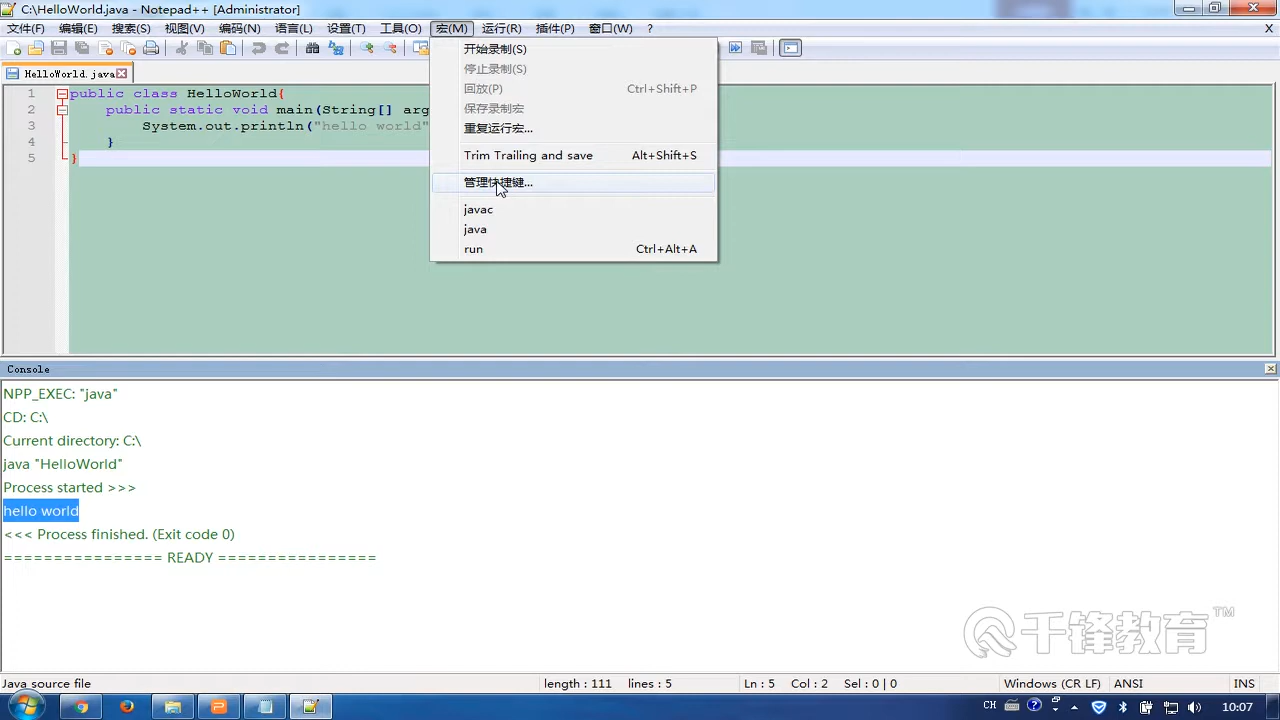 C:\HelloWorld.java - Notepad++ [Administrator]
文件(F) 编辑(E) 搜索(S) 视图(V) 编码(N) 语言(L) 设置(T) 工具(O) 宏(M) 运行(R) 插件(P) 窗口(W) ? X
HelloWorld.java
1 public class HelloWorld{
2 public static void main(String[] arg
3 System.out.println("hello world"
4 }
5 }
开始录制(S)
停止录制(S)
回放(P) Ctrl+Shift+P
保存录制宏
重复运行宏...
Trim Trailing and save Alt+Shift+S
管理快捷键...
javac
java
run Ctrl+Alt+A
Console
NPP_EXEC: "java"
CD: C:\
Current directory: C:\
java "HelloWorld"
Process started >>>
hello world
<<< Process finished. (Exit code 0)
================ READY ================
千锋教育™
Java source file length : 111 lines : 5 Ln : 5 Col : 2 Sel : 0 | 0 Windows (CR LF) ANSI INS
CH 10:07